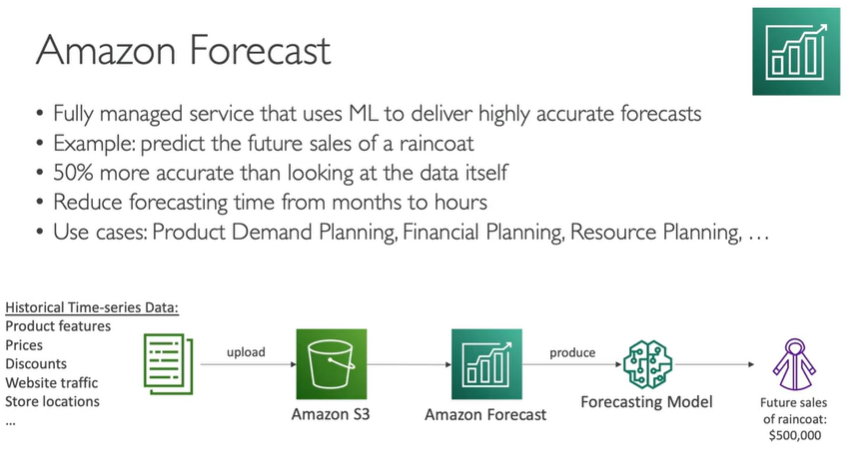 Amazon Forecast
• Fully managed service that uses ML to deliver highly accurate forecasts
• Example: predict the future sales of a raincoat
• 50% more accurate than looking at the data itself
• Reduce forecasting time from months to hours
• Use cases: Product Demand Planning, Financial Planning, Resource Planning, …
Historical Time-series Data:
Product features
Prices
Discounts
Website traffic
Store locations
...
upload
Amazon S3
Amazon Forecast
produce
Forecasting Model
Future sales
of raincoat:
$500,000